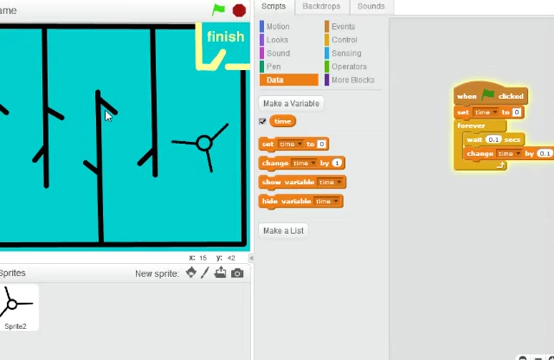 ame
Scripts Backdrops Sounds
finish
Motion Events
Looks Control
Sound Sensing
Pen Operators
Data More Blocks
Make a Variable
time
set time to 0
change time by 1
show variable time
hide variable time
Make a List
when clicked
set time to 0
forever
wait 0.1 secs
change time by 0.1
x: 15 y: 42
Sprites New sprite:
Sprite2